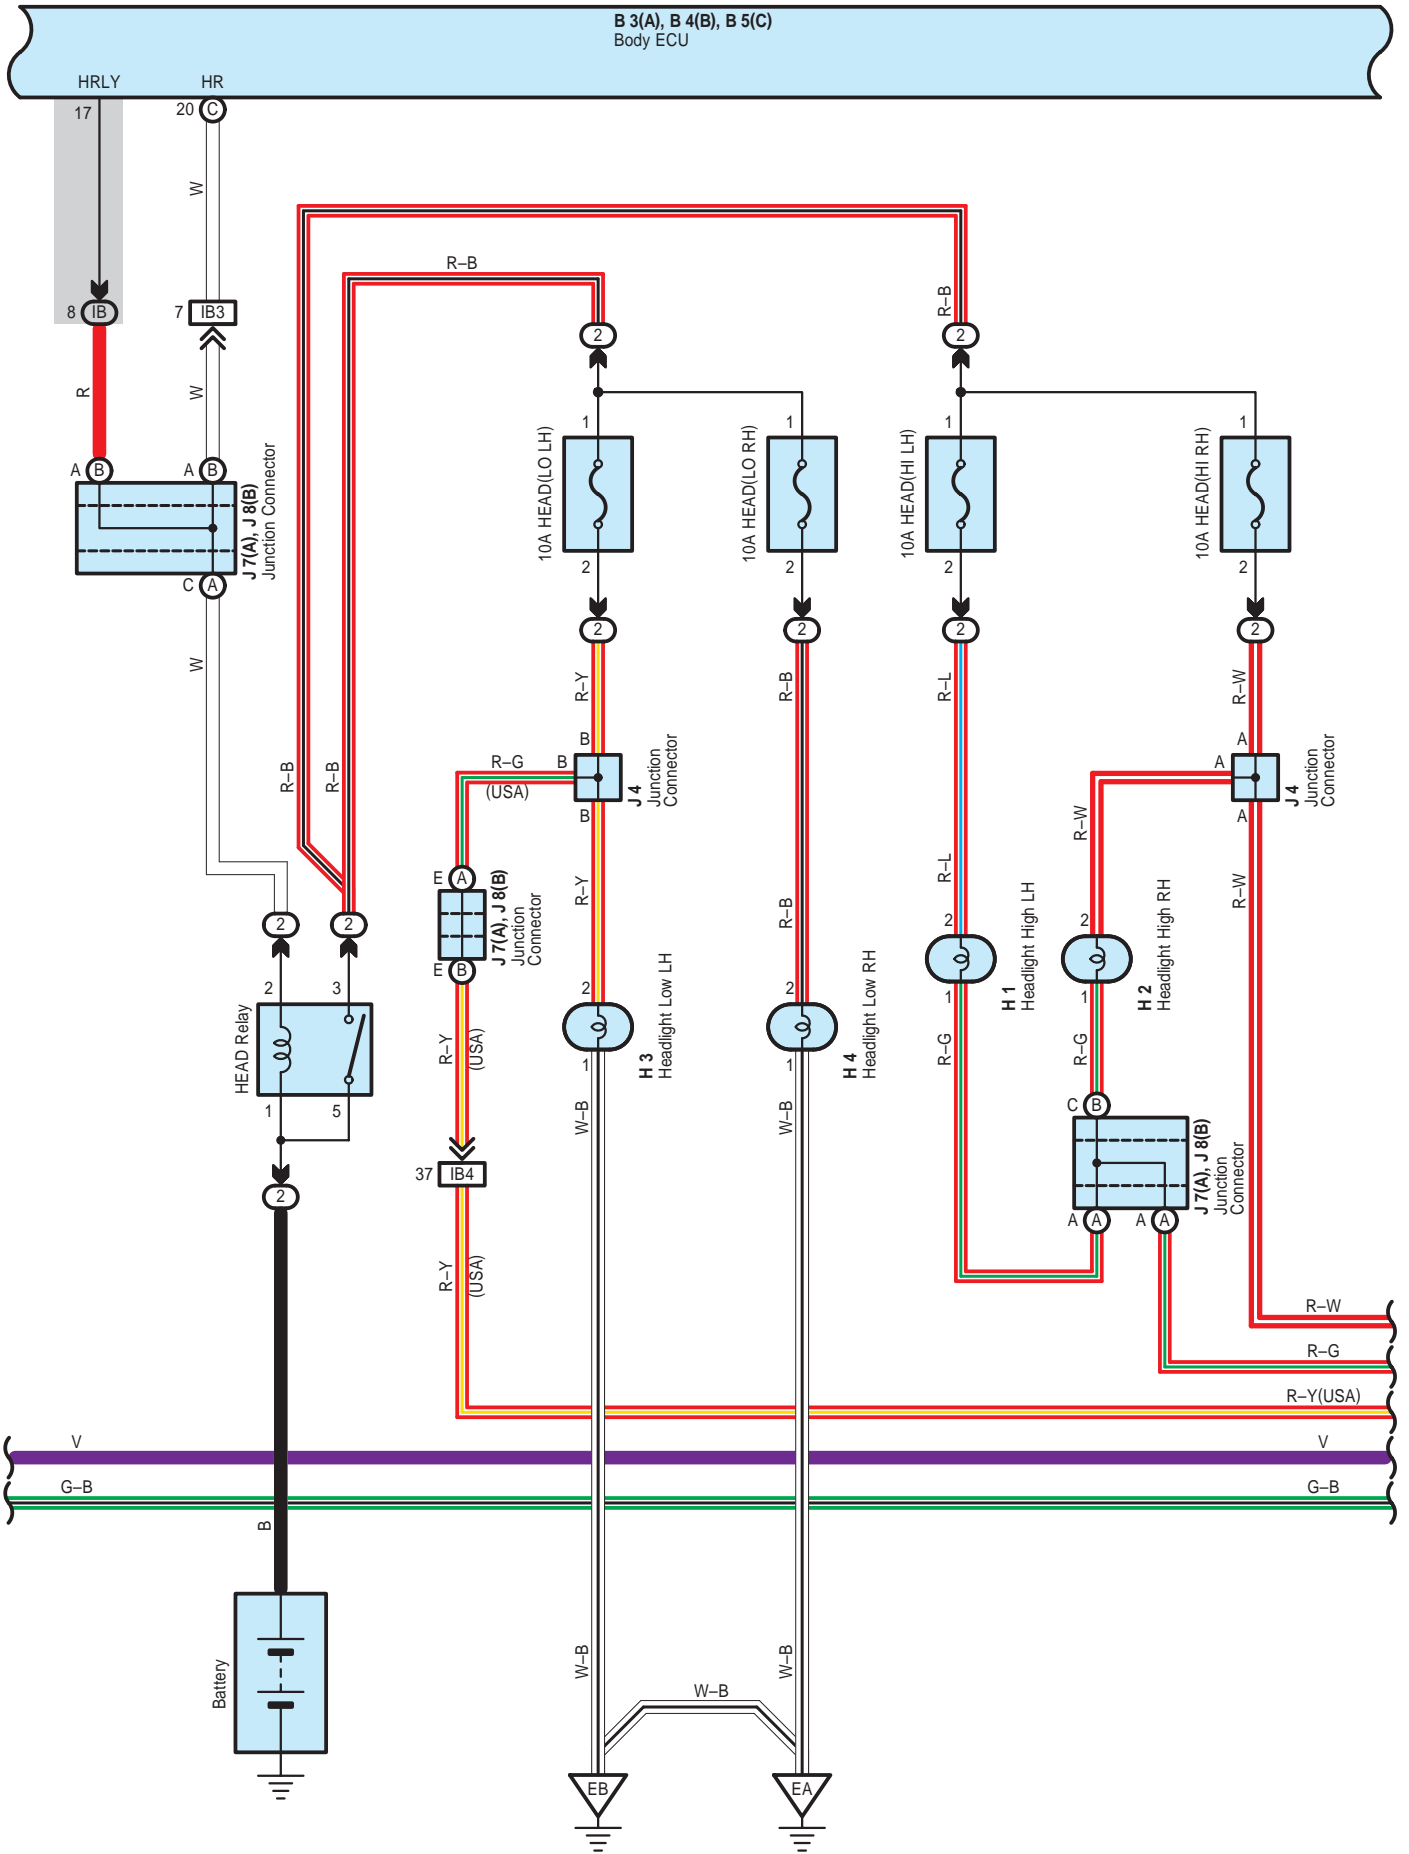 B 3(A), B 4(B), B 5(C)
Body ECU
HRLY
HR
17
20
C
W
R–B
R–B
8
IB
7
IB3
2
2
R
W
1
1
1
1
10A HEAD(LO LH)
10A HEAD(LO RH)
10A HEAD(HI LH)
10A HEAD(HI RH)
A
B
A
B
J 7(A), J 8(B)
Junction Connector
C
A
2
2
2
2
2
2
2
2
W
R–Y
R–B
R–L
R–W
R–B
R–B
B
B
B
J 4
Junction
Connector
R–G
(USA)
A
A
A
J 4
Junction
Connector
R–W
R–Y
R–B
R–L
R–W
E
A
J 7(A), J 8(B)
Junction
Connector
E
B
2
2
2
3
HEAD Relay
1
5
2
2
1
H 3
Headlight Low LH
2
1
H 4
Headlight Low RH
2
1
H 1
Headlight High LH
2
1
H 2
Headlight High RH
R–Y
(USA)
W–B
W–B
R–G
R–G
C
B
J 7(A), J 8(B)
Junction
Connector
A
A
A
A
37
IB4
R–Y
(USA)
R–W
R–G
R–Y(USA)
V
V
G–B
G–B
B
Battery
W–B
W–B
W–B
EB
EA